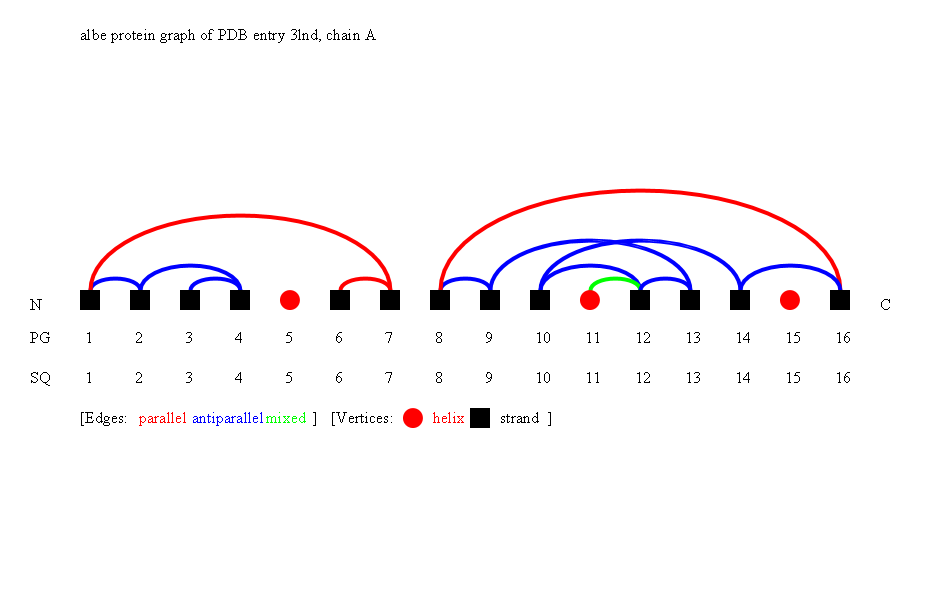 albe protein graph of PDB entry 3lnd, chain A
N C
PG 1 2 3 4 5 6 7 8 9 10 11 12 13 14 15 16
SQ 1 2 3 4 5 6 7 8 9 10 11 12 13 14 15 16
[Edges: parallel antiparallel mixed ] [Vertices: helix strand ]